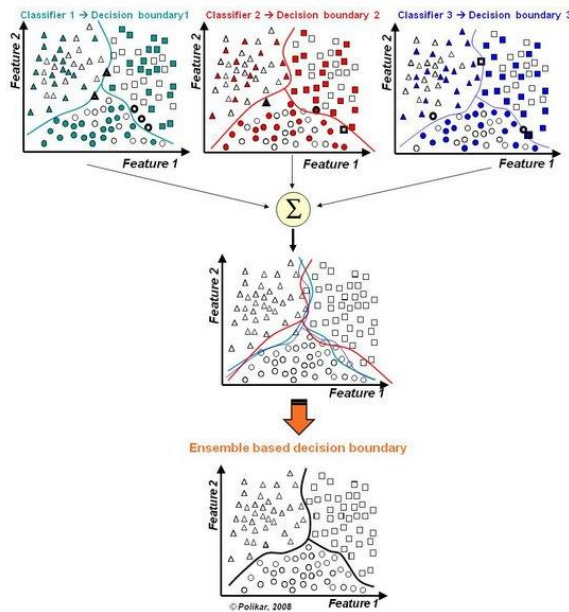 Classifier 1 → Decision boundary1
Classifier 2 → Decision boundary 2
Classifier 3 → Decision boundary 3
Feature 2
Feature 1
Feature 2
Feature 1
Feature 2
Feature 1
Σ
Feature 2
Feature 1
Ensemble based decision boundary
Feature 2
Feature 1
© Polikar, 2008